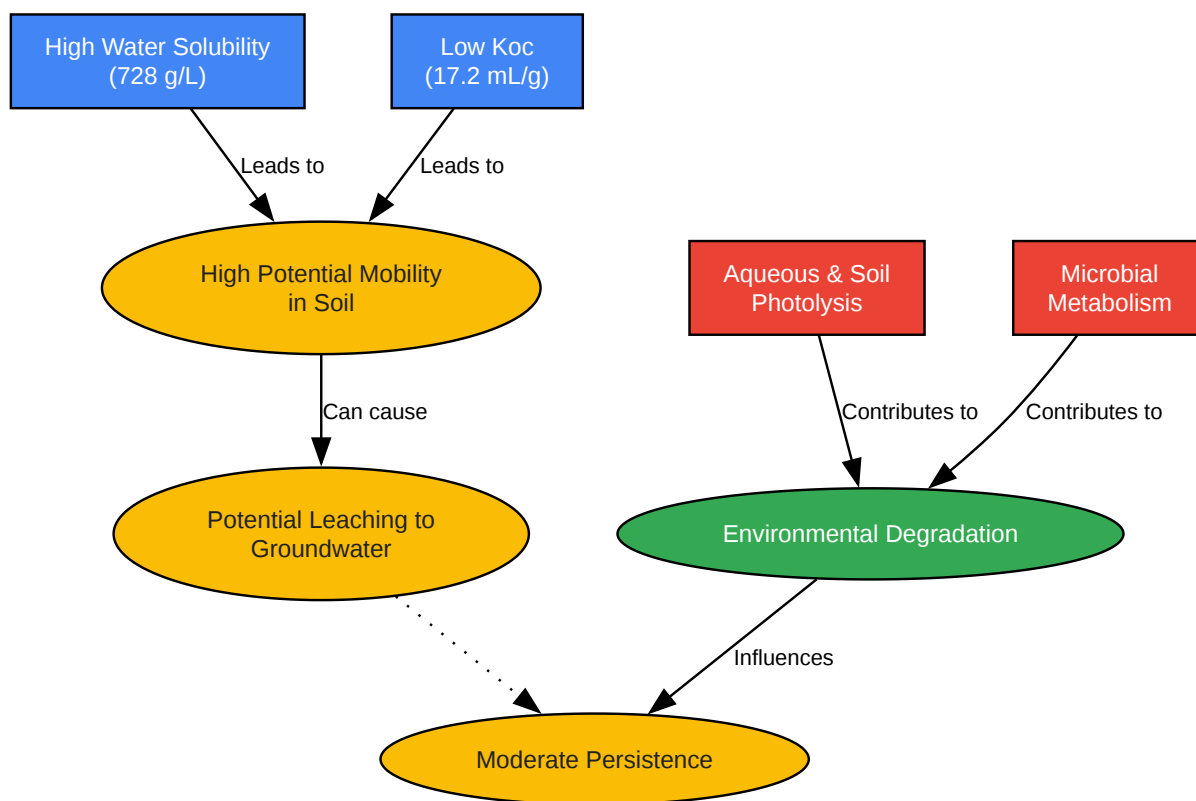 High Water Solubility
(728 g/L)
Low Koc
(17.2 mL/g)
Leads to
Leads to
High Potential Mobility
in Soil
Aqueous & Soil
Photolysis
Microbial
Metabolism
Can cause
Contributes to
Contributes to
Potential Leaching to
Groundwater
Environmental Degradation
Influences
Moderate Persistence